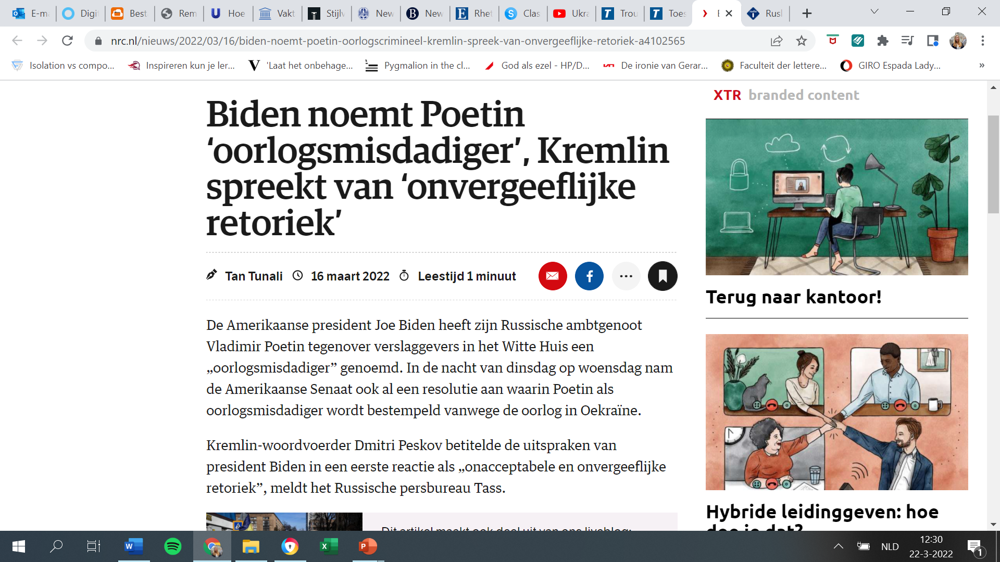 E-ma
Digi
Best
Rem
Hoe
Vakt
Stijlv
New
New
Rhet
Clas
Ukra
Trou
Toes
Rusl
nrc.nl/nieuws/2022/03/16/biden-noemt-poetin-oorlogscrimineel-kremlin-spreek-van-onvergeeflijke-retoriek-a4102565
Isolation vs compo...
Inspireren kun je ler...
'Laat het onbehage...
Pygmalion in the cl...
God als ezel - HP/D...
De ironie van Gerar...
Faculteit der lettere...
GIRO Espada Lady...
»
Biden noemt Poetin
‘oorlogsmisdadiger’, Kremlin
spreekt van ‘onvergeeflijke
retoriek’
Tan Tunali 16 maart 2022 Leestijd 1 minuut
De Amerikaanse president Joe Biden heeft zijn Russische ambtgenoot
Vladimir Poetin tegenover verslaggevers in het Witte Huis een
„oorlogsmisdadiger” genoemd. In de nacht van dinsdag op woensdag nam
de Amerikaanse Senaat ook al een resolutie aan waarin Poetin als
oorlogsmisdadiger wordt bestempeld vanwege de oorlog in Oekraïne.
Kremlin-woordvoerder Dmitri Peskov betitelde de uitspraken van
president Biden in een eerste reactie als „onacceptabele en onvergeeflijke
retoriek”, meldt het Russische persbureau Tass.
Dit artikel maakt ook deel uit van ons liveblog:
XTR branded content
Terug naar kantoor!
Hybride leidinggeven: hoe
doe je dat?
NLD
12:30
22-3-2022
1